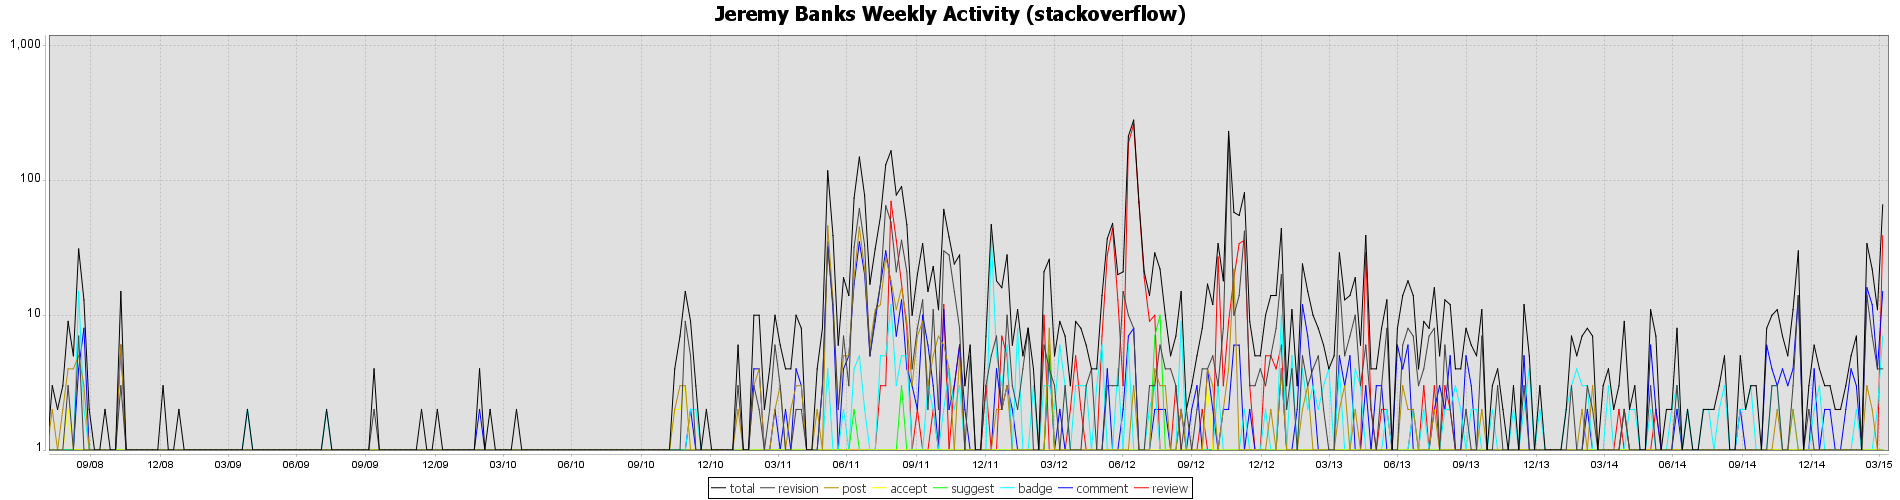 Jeremy Banks Weekly Activity (stackoverflow)
1,000
100
10
1
09/08 12/08 03/09 06/09 09/09 12/09 03/10 06/10 09/10 12/10 03/11 06/11 09/11 12/11 03/12 06/12 09/12 12/12 03/13 06/13 09/13 12/13 03/14 06/14 09/14 12/14 03/15
total revision post accept suggest badge comment review